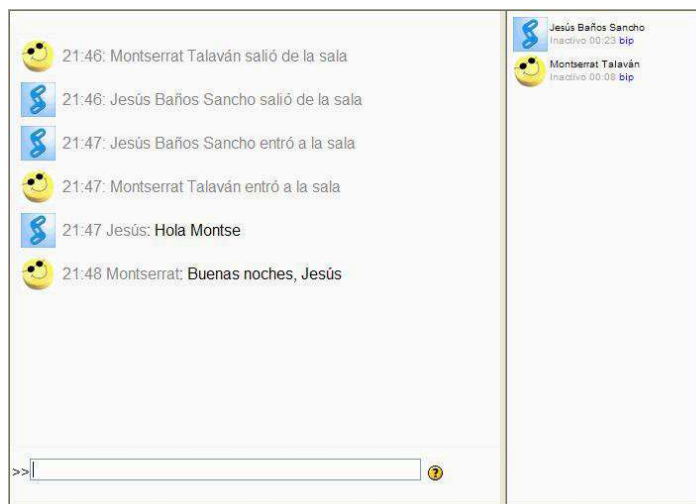 21:46: Montserrat Talaván salió de la sala
21:46: Jesús Baños Sancho salió de la sala
21:47: Jesús Baños Sancho entró a la sala
21:47: Montserrat Talaván entró a la sala
21:47 Jesús: Hola Montse
21:48 Montserrat: Buenas noches, Jesús
>>
?
Jesús Baños Sancho
Inactivo 00:23 bip
Montserrat Talaván
Inactivo 00:08 bip